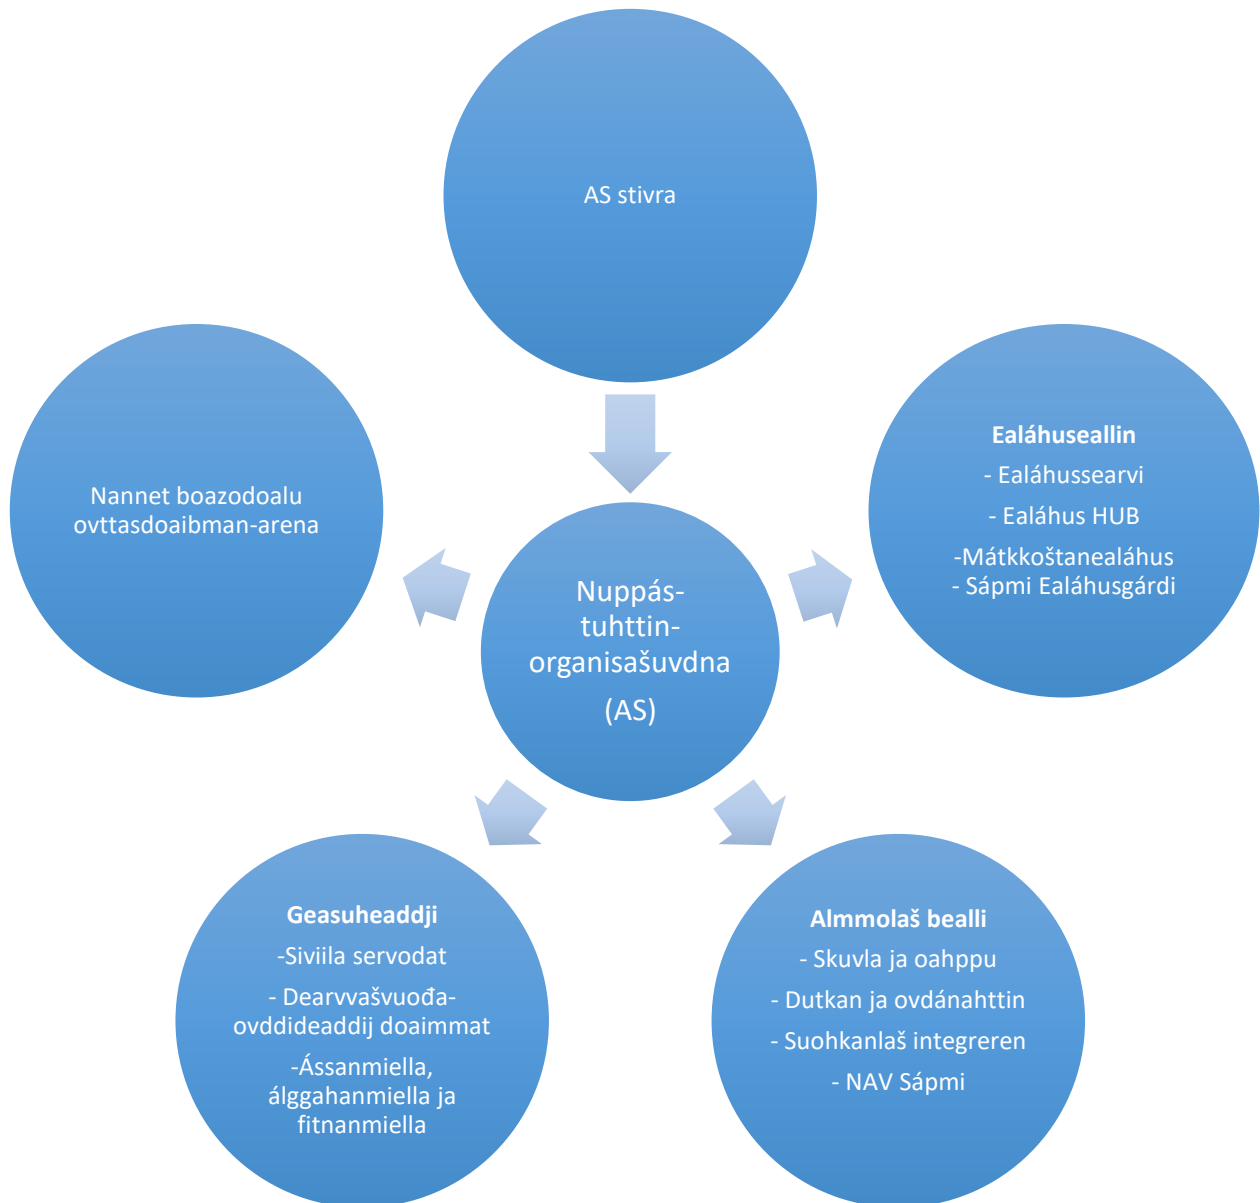 AS stivra
Nannet boazodoalu
ovttasdoaibman-arena
Ealáhuseallin
- Ealáhussearvi
- Ealáhus HUB
-Mátkkoštanealáhus
- Sápmi Ealáhusgárdi
Nuppás-
tuhttin-
organisašuvdna
(AS)
Geasuheaddji
-Siviila servodat
- Dearvvašvuođa-
ovddideaddij doaimmat
-Ássanmiella,
álggahanmiella ja
fitnanmiella
Almmolaš bealli
- Skuvla ja oahppu
- Dutkan ja ovdánahttin
- Suohkanlaš integreren
- NAV Sápmi